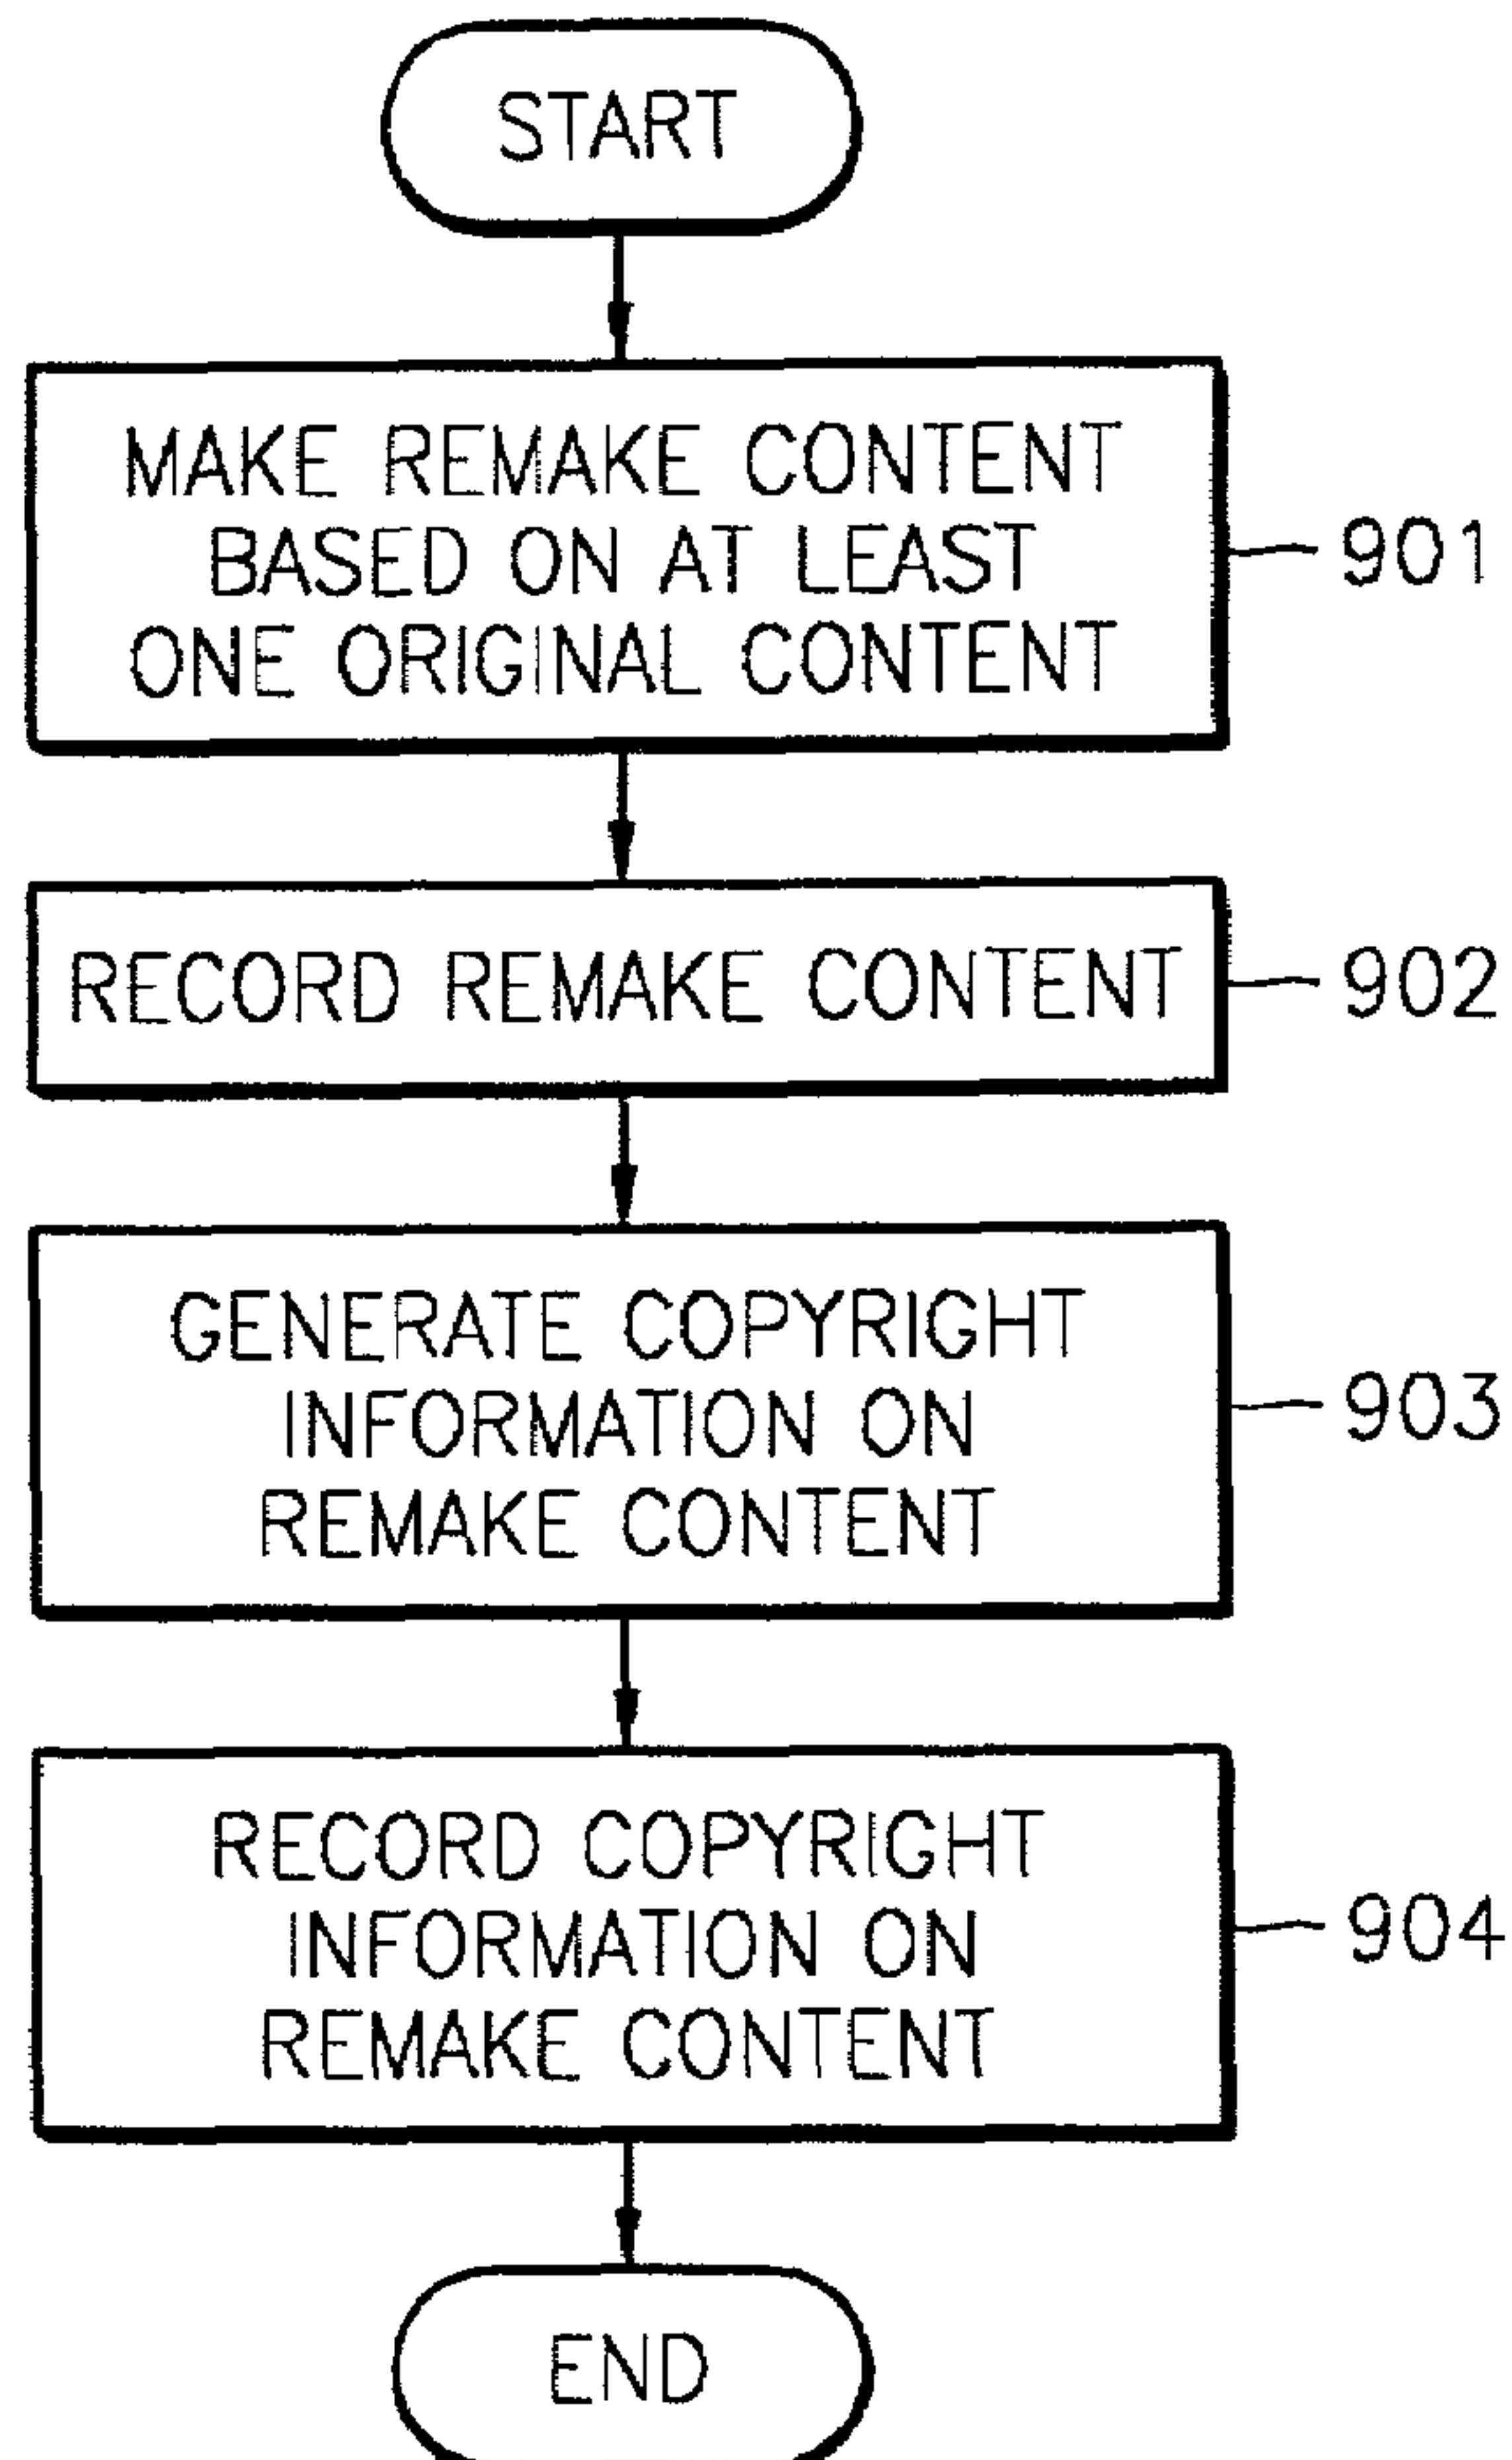 START
MAKE REMAKE CONTENT
BASED ON AT LEAST
ONE ORIGINAL CONTENT
901
RECORD REMAKE CONTENT
902
GENERATE COPYRIGHT
INFORMATION ON
REMAKE CONTENT
903
RECORD COPYRIGHT
INFORMATION ON
REMAKE CONTENT
904
END